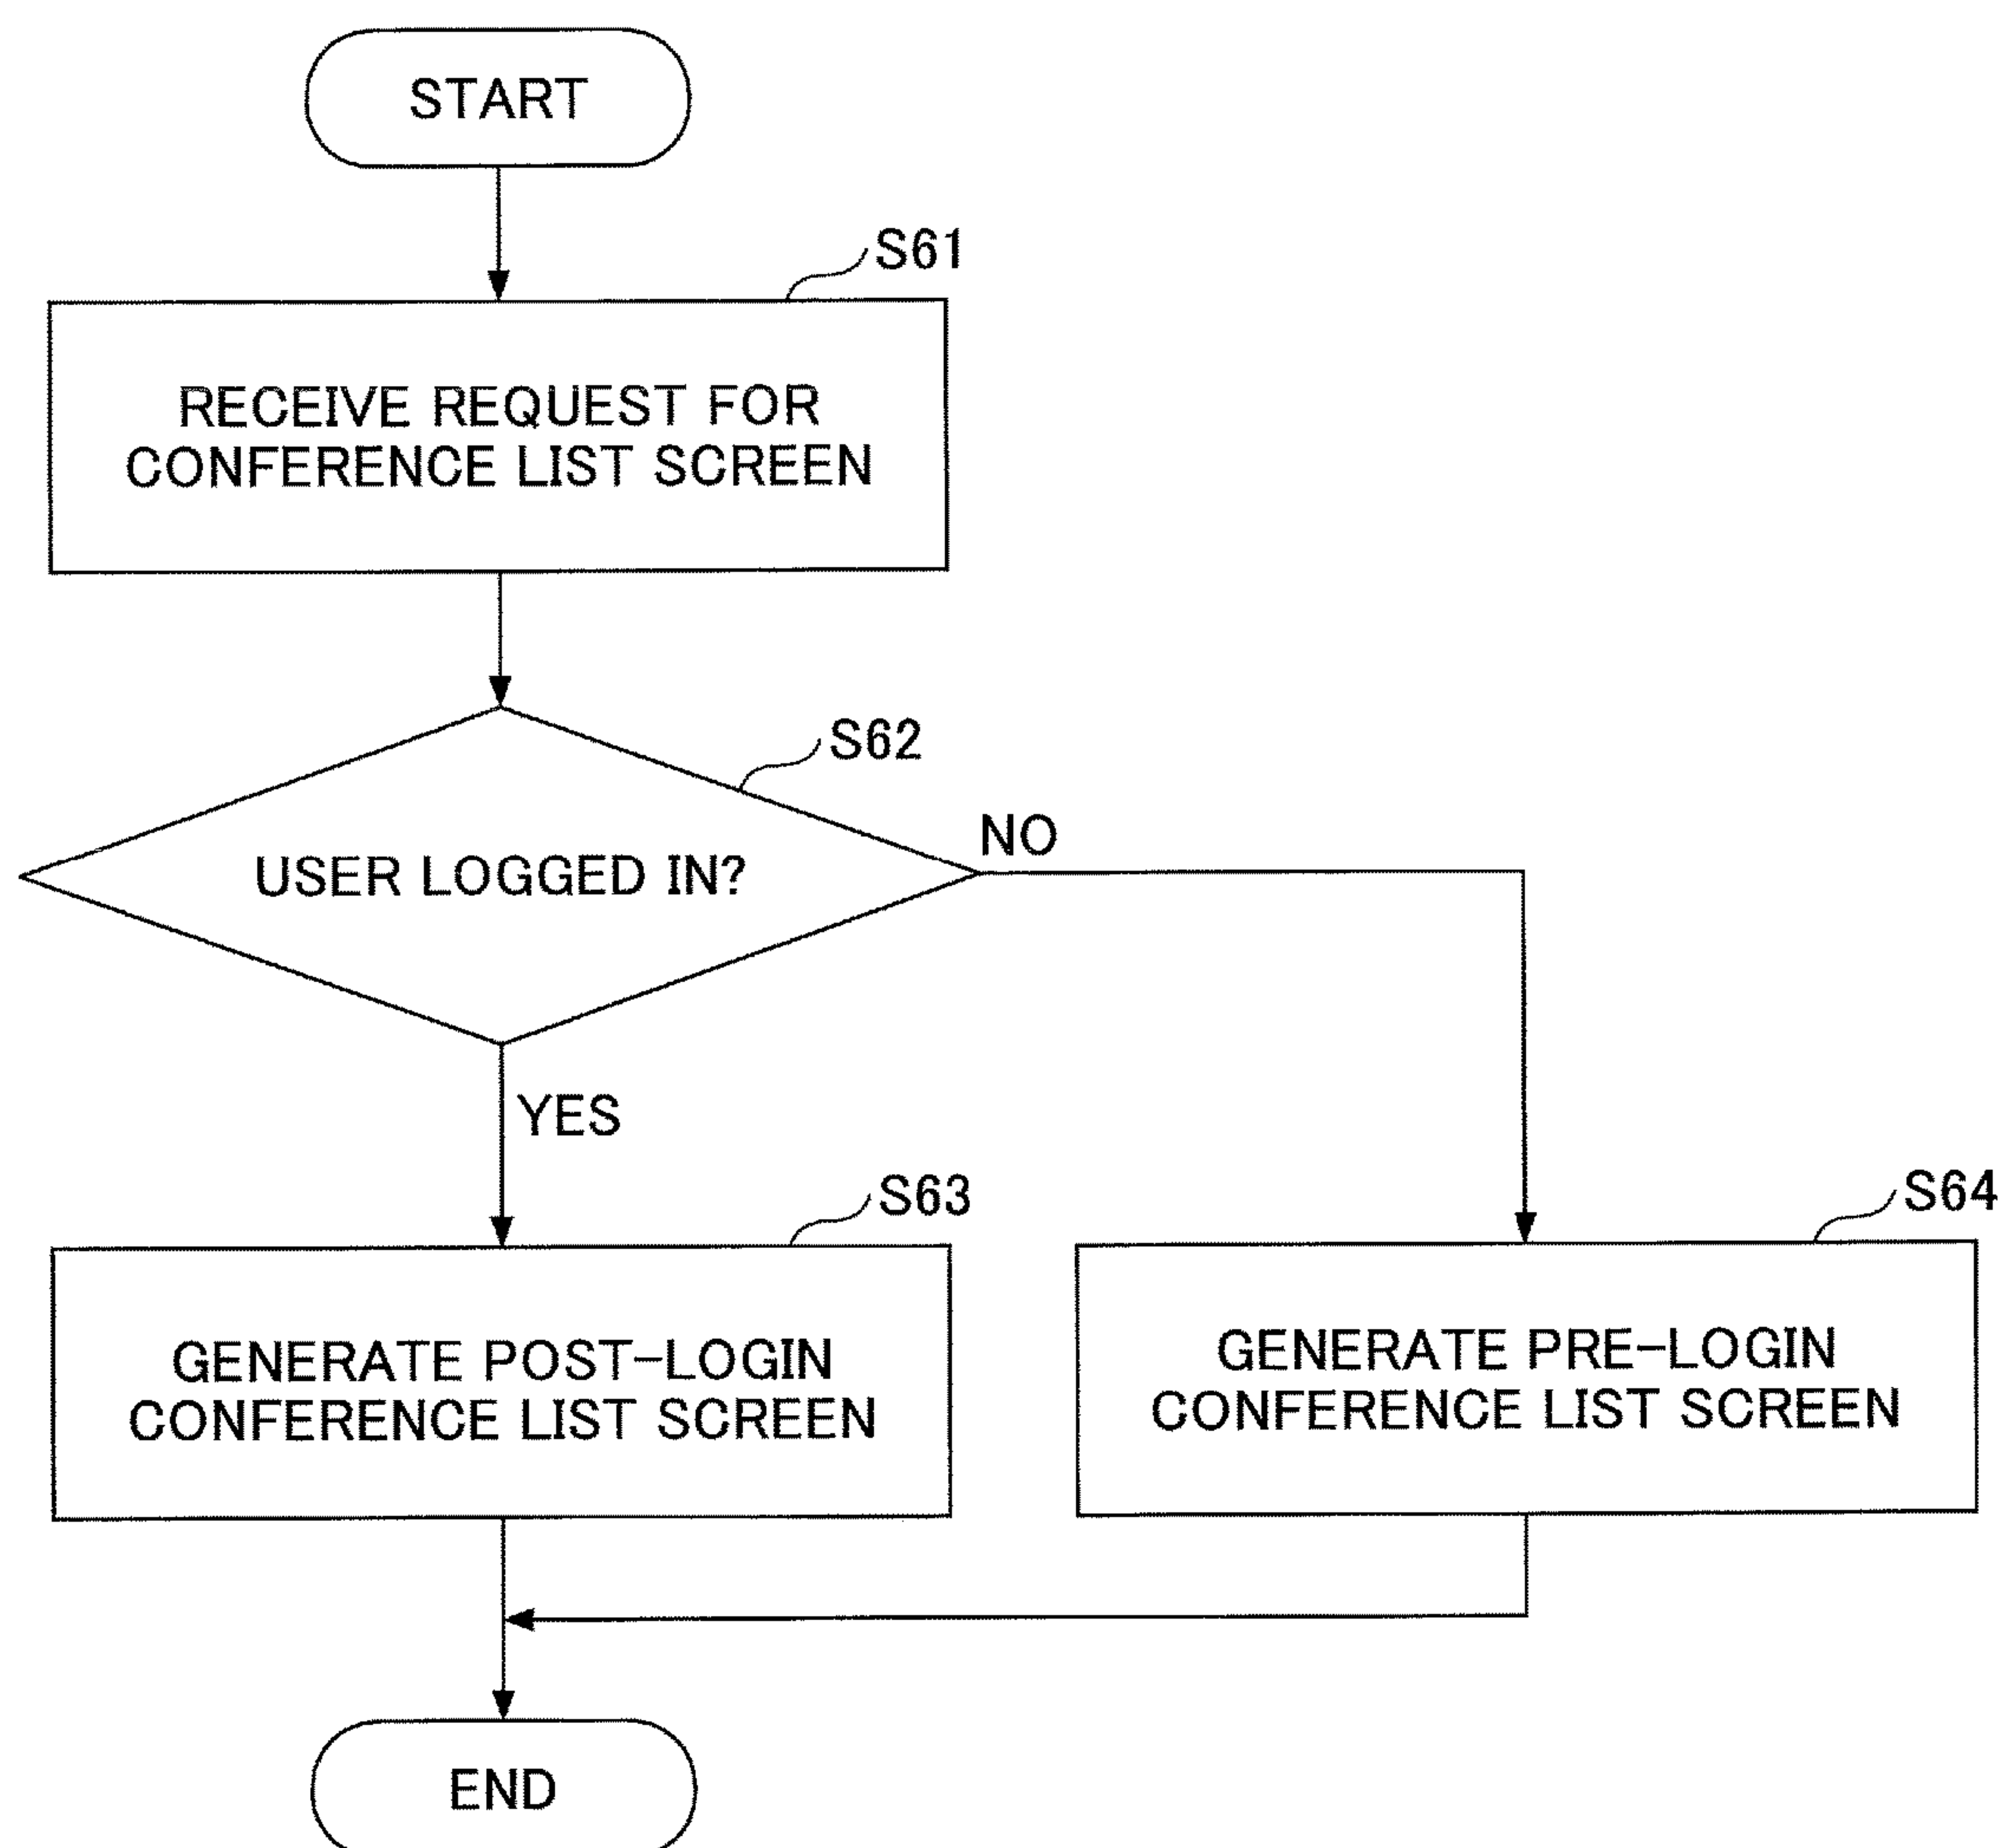 START
S61
RECEIVE REQUEST FOR
CONFERENCE LIST SCREEN
S62
USER LOGGED IN?
NO
YES
S63
GENERATE POST-LOGIN
CONFERENCE LIST SCREEN
S64
GENERATE PRE-LOGIN
CONFERENCE LIST SCREEN
END